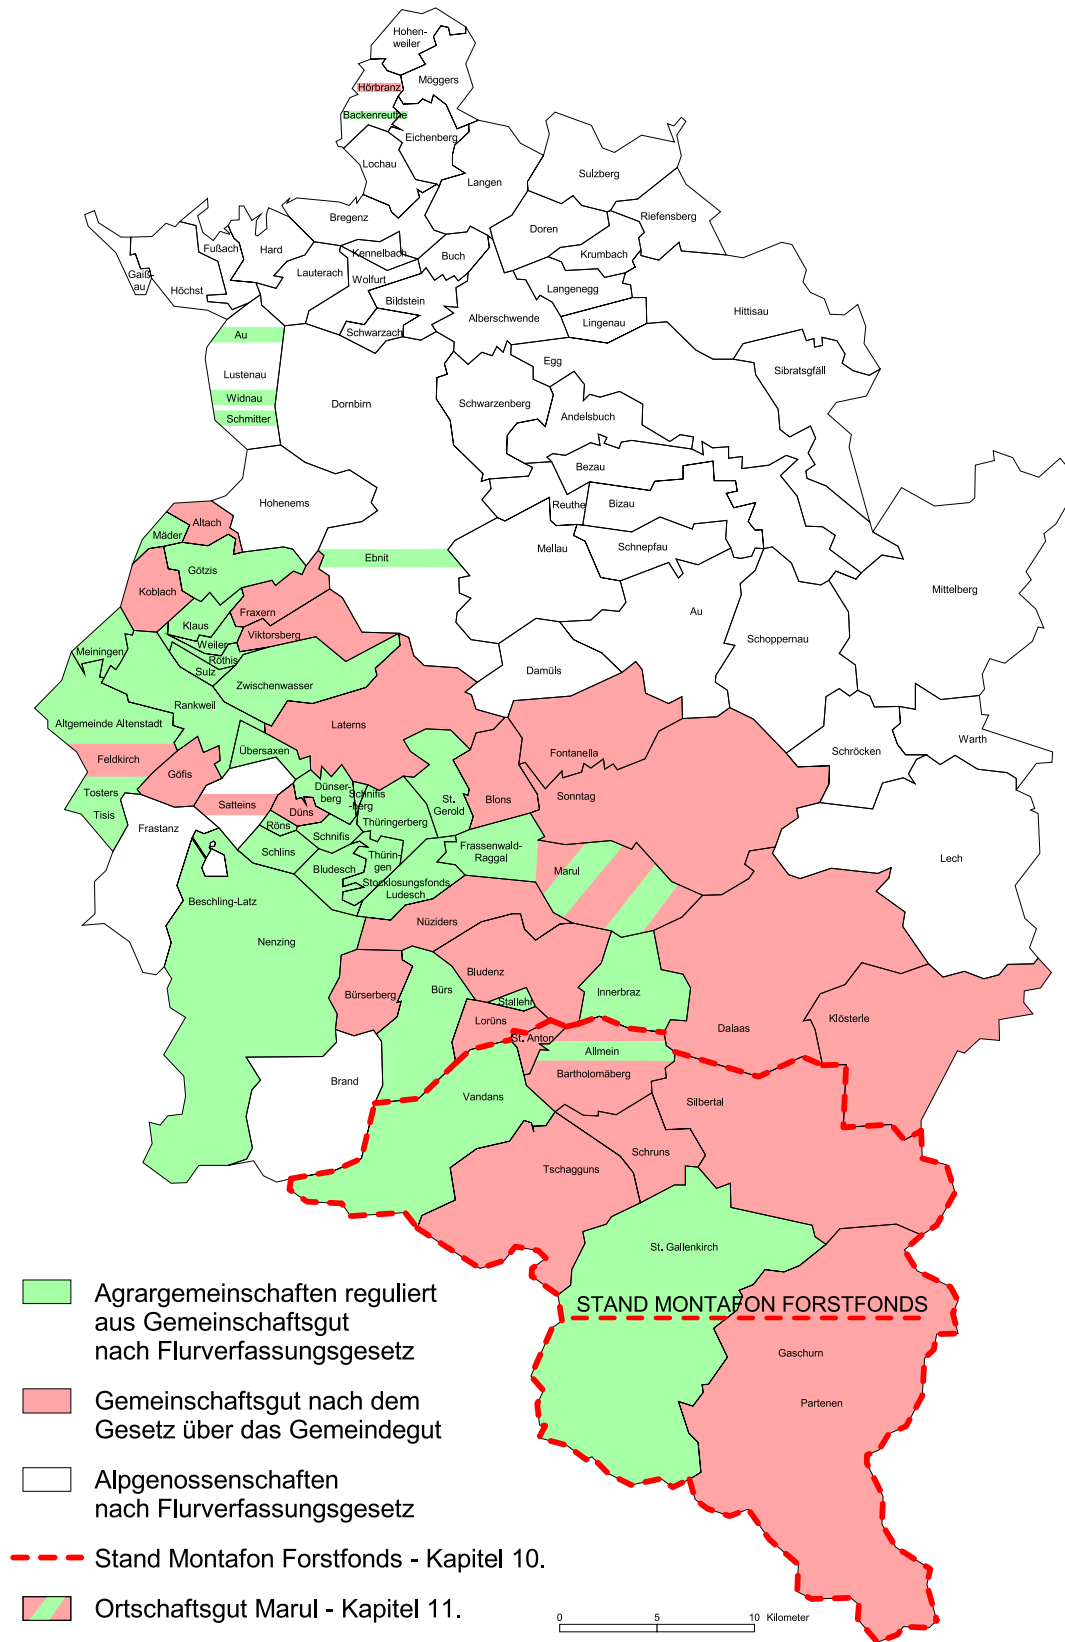 Hohen-
weiler
Möggers
Hörbranz
Backenreuthe
Eichenberg
Lochau
Langen
Sulzberg
Bregenz
Riefensberg
Doren
Fußach
Hard
Kennelbach
Buch
Krumbach
Gaiß-
au
Höchst
Lauterach
Wolfurt
Langenegg
Bildstein
Hittisau
Alberschwende
Lingenau
Schwarzach
Au
Egg
Lustenau
Sibratsgfäll
Widnau
Dornbirn
Schwarzenberg
Schmitter
Andelsbuch
Bezau
Hohenems
Reuthe
Bizau
Altach
Mäder
Ebnit
Mellau
Schnepfau
Götzis
Koblach
Mittelberg
Fraxern
Au
Klaus
Viktorsberg
Schoppernau
Weiler
Meiningen
Röthis
Sulz
Damüls
Zwischenwasser
Rankweil
Altgemeinde Altenstadt
Laterns
Übersaxen
Fontanella
Schröcken
Warth
Feldkirch
Göfis
Sonntag
Tosters
Dünser-
berg
Schnifis
-berg
St.
Gerold
Blons
Satteins
Düns
Tisis
Thüringerberg
Frastanz
Röns
Schnifis
Frassenwald-
Raggal
Schlins
Thürin-
gen
Lech
Bludesch
Marul
Stocklosungsfonds
Ludesch
Beschling-Latz
Nüziders
Nenzing
Bludenz
Bürserberg
Bürs
Innerbraz
Stallehr
Lorüns
Klösterle
Dalaas
St. Anton
Allmein
Bartholomäberg
Brand
Vandans
Silbertal
Schruns
Tschagguns
St. Gallenkirch
STAND MONTAFON FORSTFONDS
Gaschurn
Partenen
Agrargemeinschaften reguliert
aus Gemeinschaftsgut
nach Flurverfassungsgesetz
Gemeinschaftsgut nach dem
Gesetz über das Gemeindegut
Alpgenossenschaften
nach Flurverfassungsgesetz
Stand Montafon Forstfonds - Kapitel 10.
Ortschaftsgut Marul - Kapitel 11.
0 5 10 Kilometer